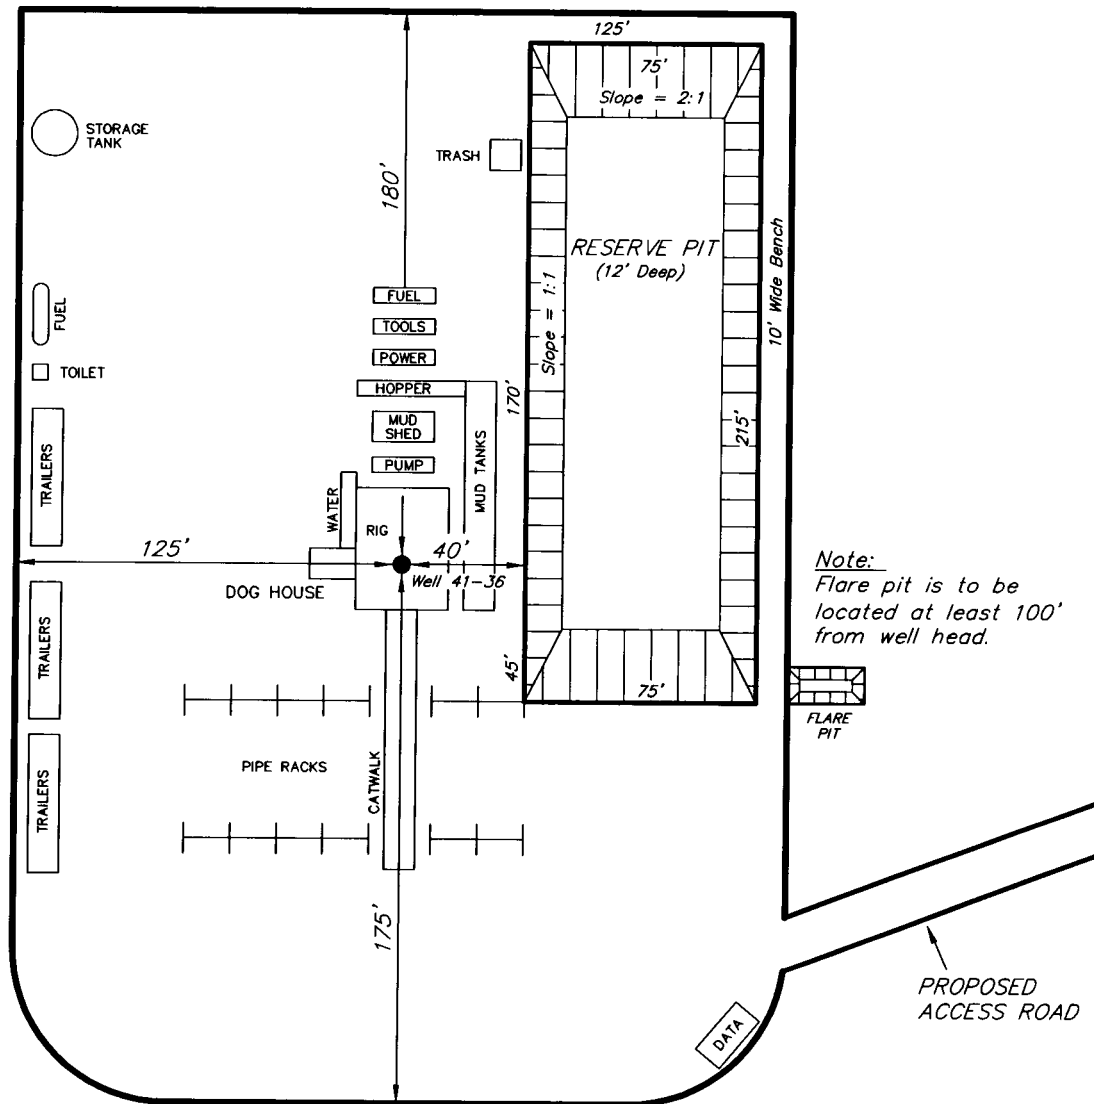 125'
75'
Slope = 2:1
STORAGE
TANK
TRASH
180'
RESERVE PIT
(12' Deep)
10' Wide Bench
FUEL
FUEL
TOOLS
Slope = 1:1
POWER
TOILET
HOPPER
170'
MUD
SHED
215'
TRAILERS
PUMP
MUD TANKS
WATER
RIG
125'
40'
Well 41-36
DOG HOUSE
Note:
Flare pit is to be
located at least 100'
from well head.
TRAILERS
45'
75'
FLARE
PIT
PIPE RACKS
CATWALK
TRAILERS
175'
PROPOSED
ACCESS ROAD
DATA